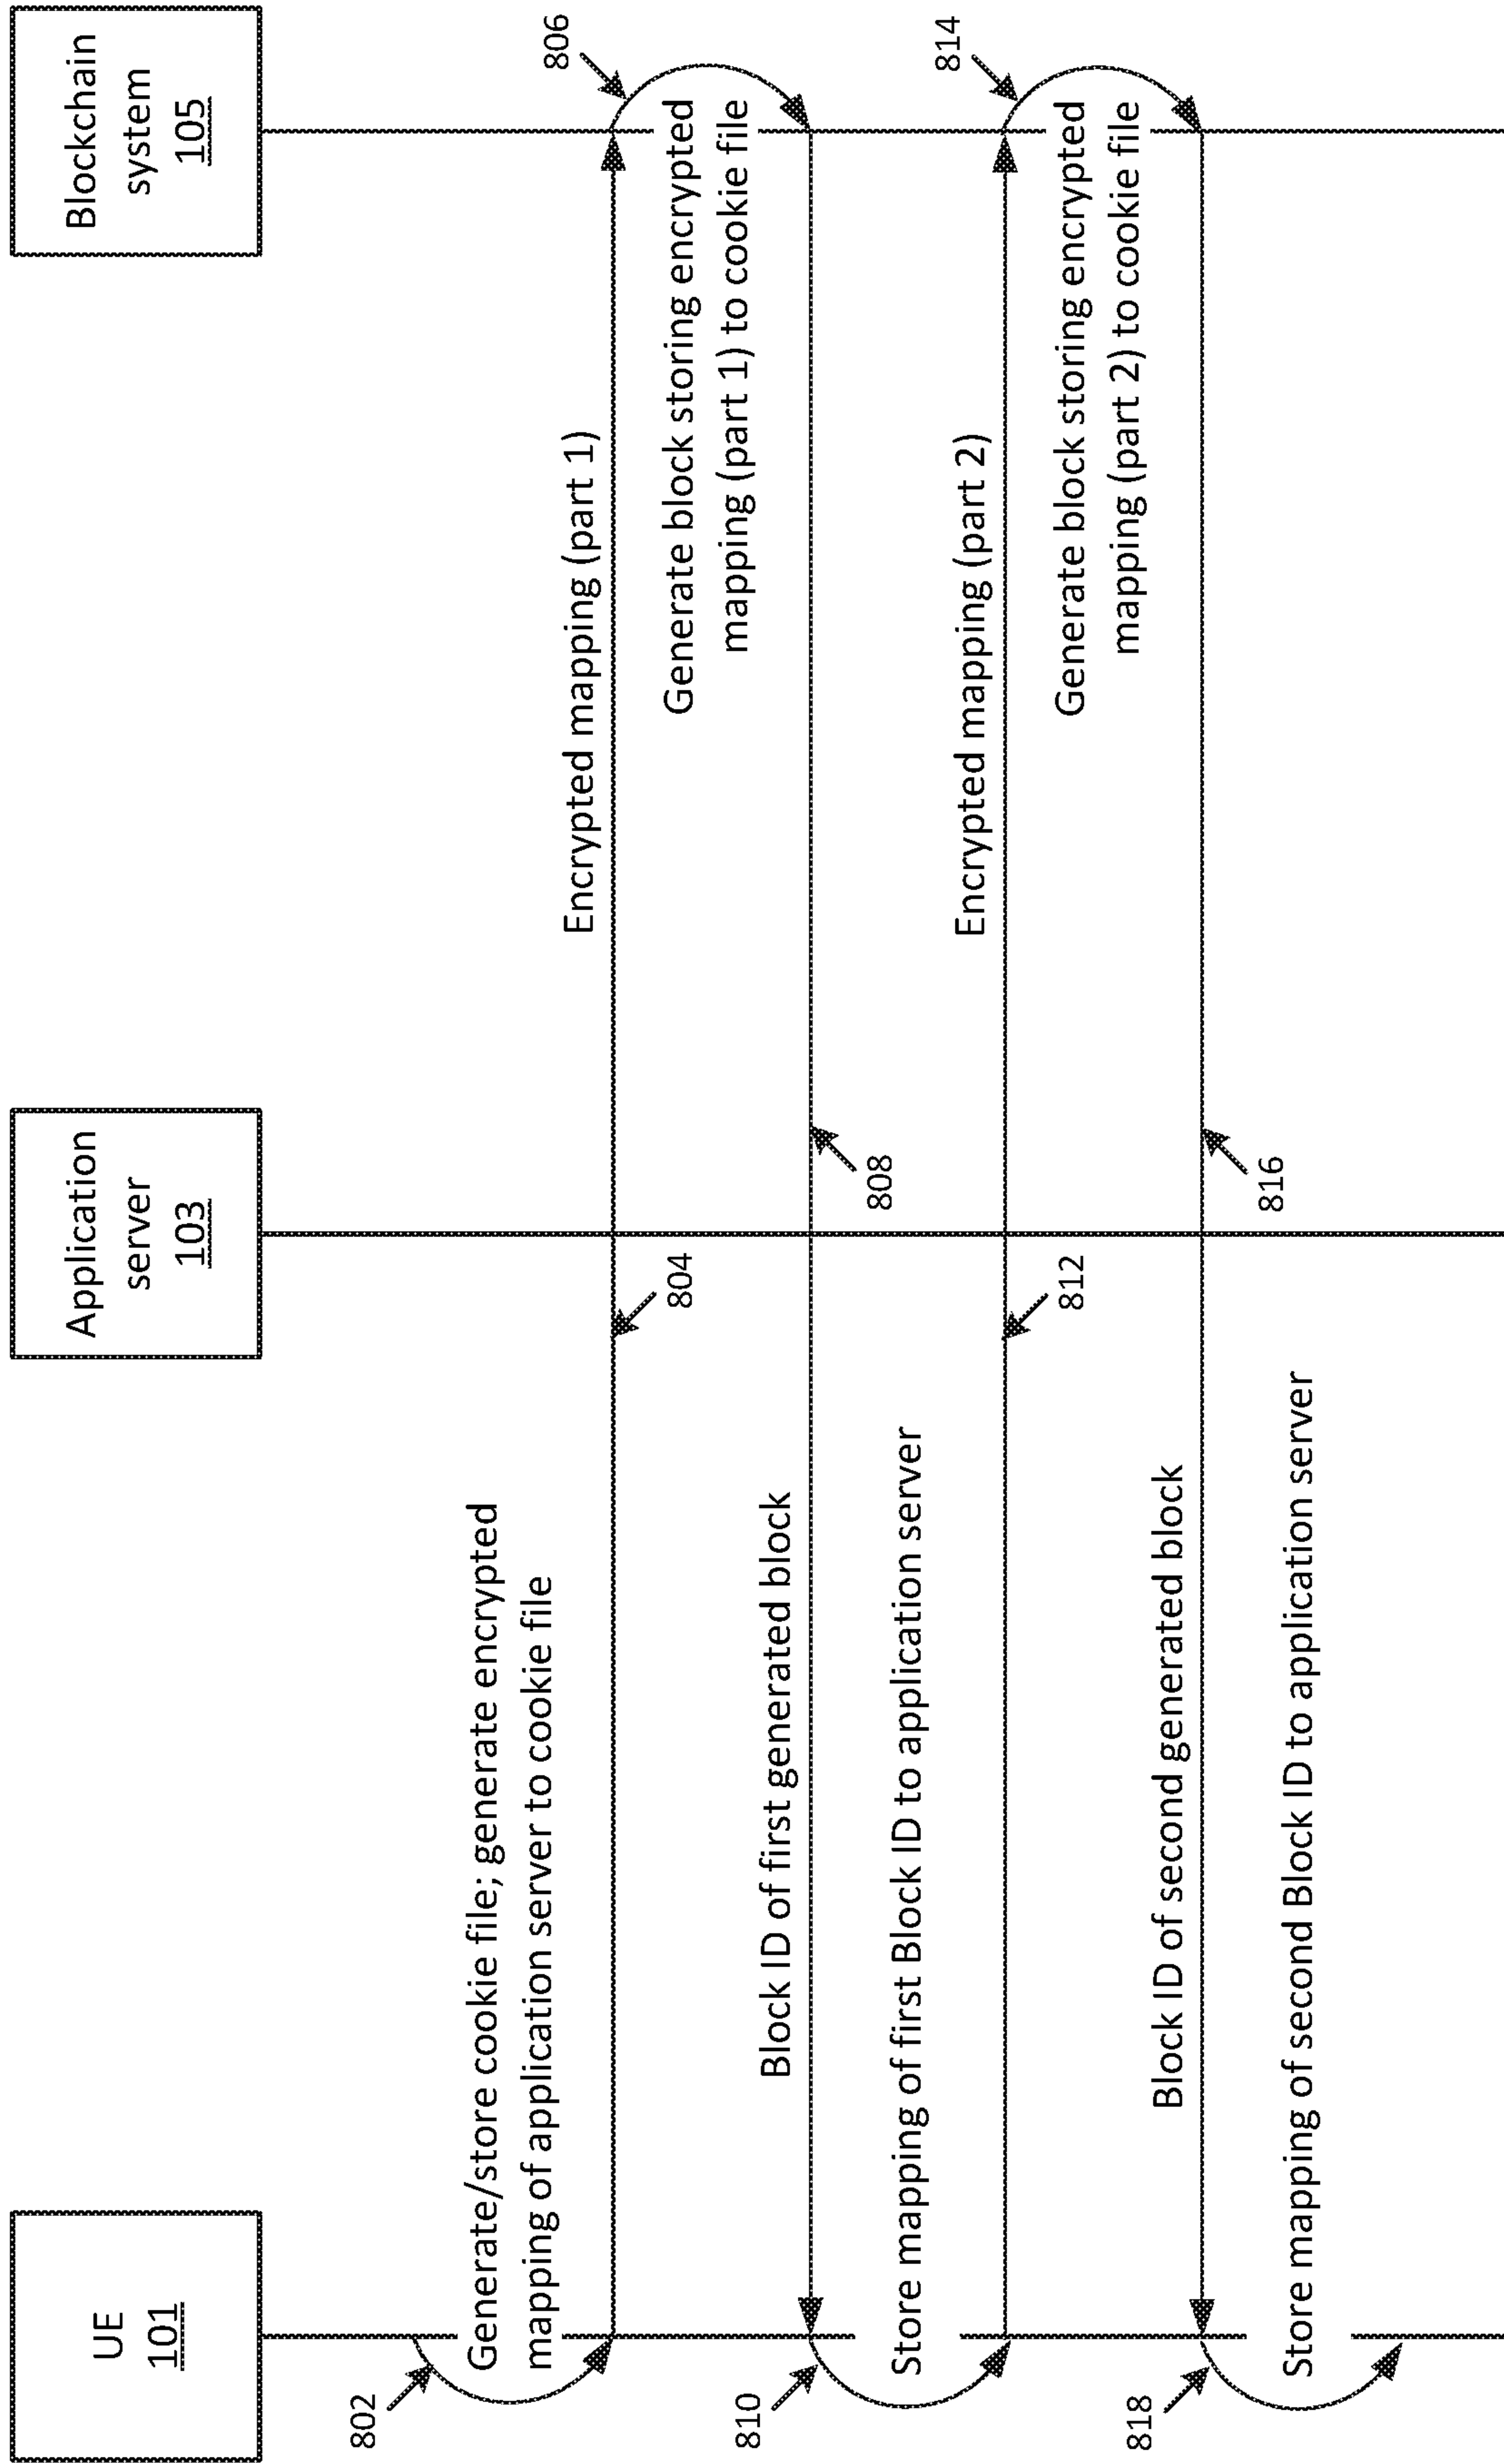 UE
101
Application
server
103
Blockchain
system
105
802
Generate/store cookie file; generate encrypted
mapping of application server to cookie file
804
Encrypted mapping (part 1)
806
Generate block storing encrypted
mapping (part 1) to cookie file
808
Block ID of first generated block
810
Store mapping of first Block ID to application server
812
Encrypted mapping (part 2)
814
Generate block storing encrypted
mapping (part 2) to cookie file
816
Block ID of second generated block
818
Store mapping of second Block ID to application server